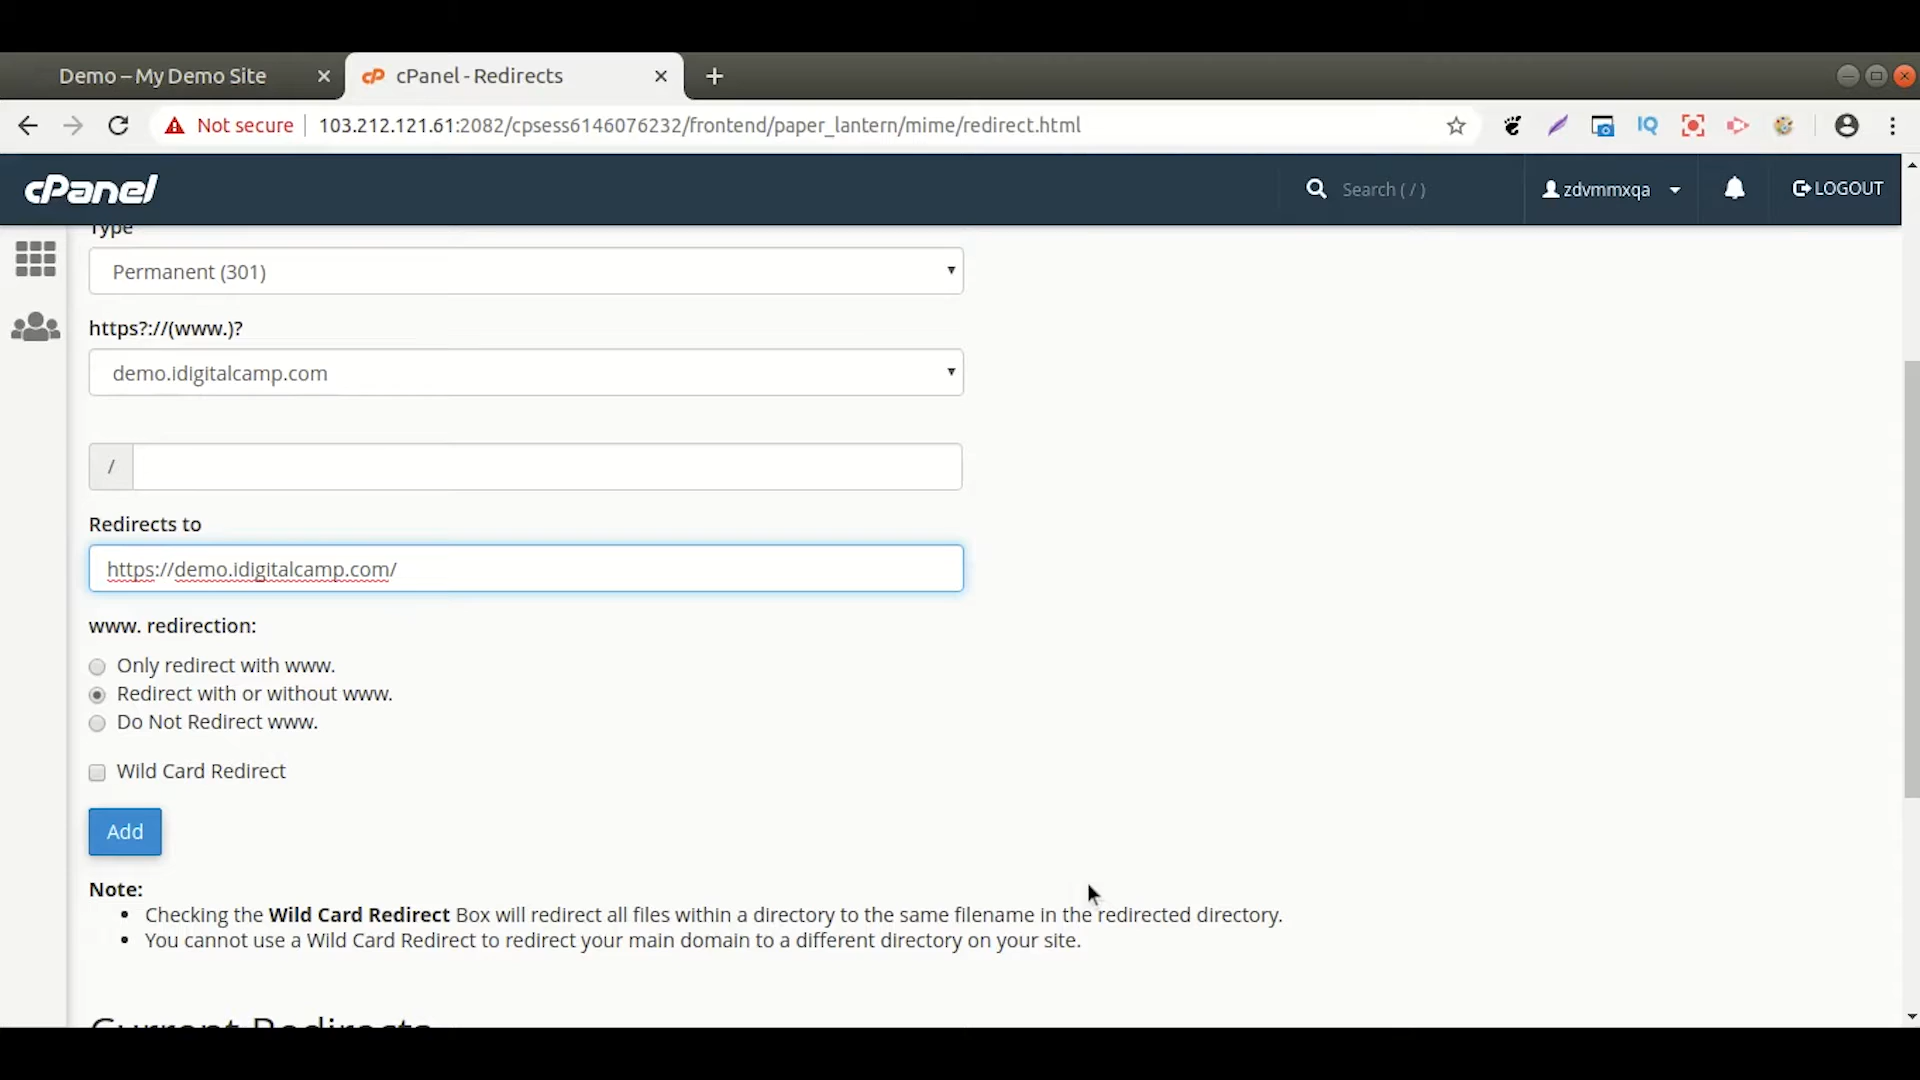 Demo – My Demo Site
cPanel - Redirects
Not secure
103.212.121.61:2082/cpsess6146076232/frontend/paper_lantern/mime/redirect.html
IQ
cPanel
Search ( / )
zdvmmxqa
LOGOUT
Type
Permanent (301)
https?://(www.)?
demo.idigitalcamp.com
/
Redirects to
https://demo.idigitalcamp.com/
www. redirection:
Only redirect with www.
Redirect with or without www.
Do Not Redirect www.
Wild Card Redirect
Add
Note:
Checking the Wild Card Redirect Box will redirect all files within a directory to the same filename in the redirected directory.
You cannot use a Wild Card Redirect to redirect your main domain to a different directory on your site.
Current Redirects